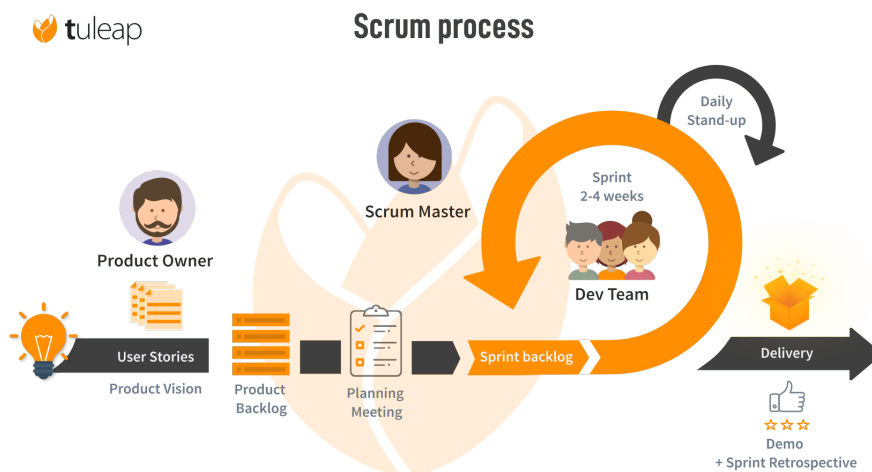 tuleap
Scrum process
Daily
Stand-up
Sprint
2-4 weeks
Scrum Master
Product Owner
Dev Team
User Stories
Sprint backlog
Delivery
Product Vision
Product
Backlog
Planning
Meeting
Demo
+ Sprint Retrospective